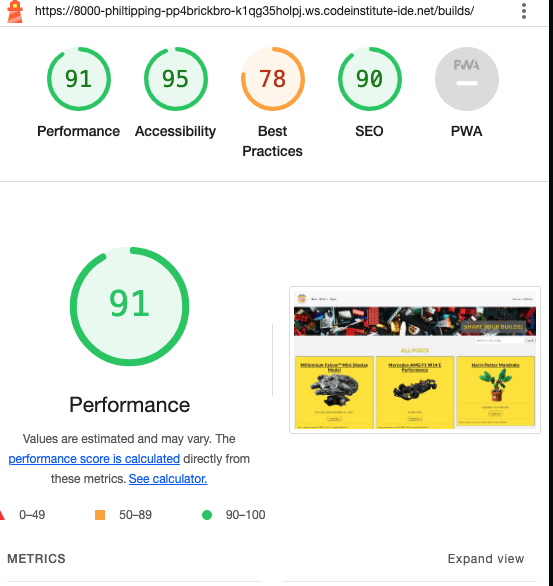 https://8000-philtipping-pp4brickbro-k1qg35holpj.ws.codeinstitute-ide.net/builds/
91
95
78
90
PWA
Performance
Accessibility
Best
Practices
SEO
PWA
91
Performance
Values are estimated and may vary. The
performance score is calculated directly from
these metrics. See calculator.
0–49
50–89
90–100
SHARE YOUR BUILDS!
ALL POSTS
Millennium Falcon™ Mini Display
Model
Mercedes-AMG F1 W14 E
Performance
Harry Potter Mandrake
METRICS
Expand view